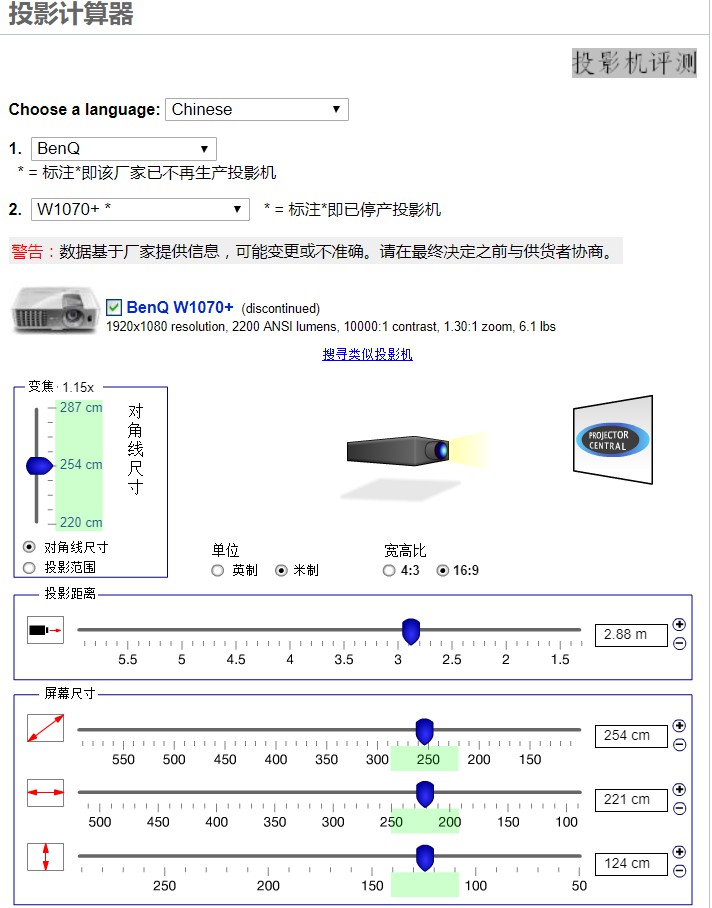 投影计算器
投影机评测
Choose a language: Chinese
1. BenQ
* = 标注*即该厂家已不再生产投影机
2. W1070+ * * = 标注*即已停产投影机
警告：数据基于厂家提供信息，可能变更或不准确。请在最终决定之前与供货者协商。
BenQ W1070+ (discontinued)
1920x1080 resolution, 2200 ANSI lumens, 10000:1 contrast, 1.30:1 zoom, 6.1 lbs
搜寻类似投影机
变焦 1.15x
287 cm
254 cm
220 cm
对角线尺寸
对角线尺寸
投影范围
PROJECTOR
CENTRAL
单位
英制 米制
宽高比
4:3 16:9
投影距离
5.5 5 4.5 4 3.5 3 2.5 2 1.5
2.88 m
屏幕尺寸
550 500 450 400 350 300 250 200 150
254 cm
500 450 400 350 300 250 200 150 100
221 cm
250 200 150 100 50
124 cm